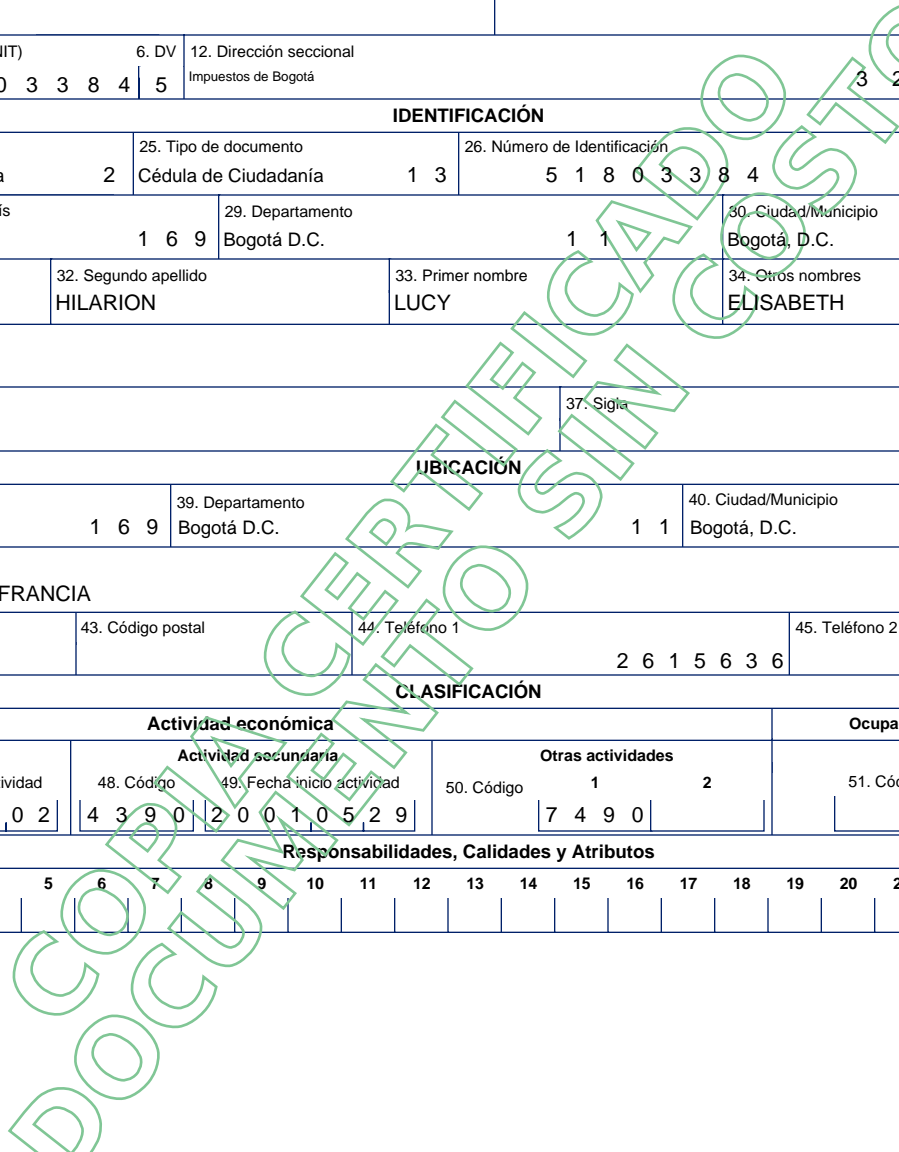 NIT) 6. DV 12. Dirección seccional
0 3 3 8 4 5 Impuestos de Bogotá 3 2
IDENTIFICACIÓN
25. Tipo de documento 26. Número de Identificación
a 2 Cédula de Ciudadanía 1 3 5 1 8 0 3 3 8 4
ís 29. Departamento 30. Ciudad/Municipio
1 6 9 Bogotá D.C. 1 1 Bogotá, D.C.
32. Segundo apellido 33. Primer nombre 34. Otros nombres
HILARION LUCY ELISABETH
37. Sigla
UBICACIÓN
39. Departamento 40. Ciudad/Municipio
1 6 9 Bogotá D.C. 1 1 Bogotá, D.C.
FRANCIA
43. Código postal 44. Teléfono 1 45. Teléfono 2
2 6 1 5 6 3 6
CLASIFICACIÓN
Actividad económica Ocupa
Actividad secundaria Otras actividades
ividad 48. Código 49. Fecha inicio actividad 50. Código 1 2 51. Cód
0 2 4 3 9 0 2 0 0 1 0 5 2 9 7 4 9 0
Responsabilidades, Calidades y Atributos
5 6 7 8 9 10 11 12 13 14 15 16 17 18 19 20 2
COPIA CERTIFICADO
DOCUMENTO SIN COSTO